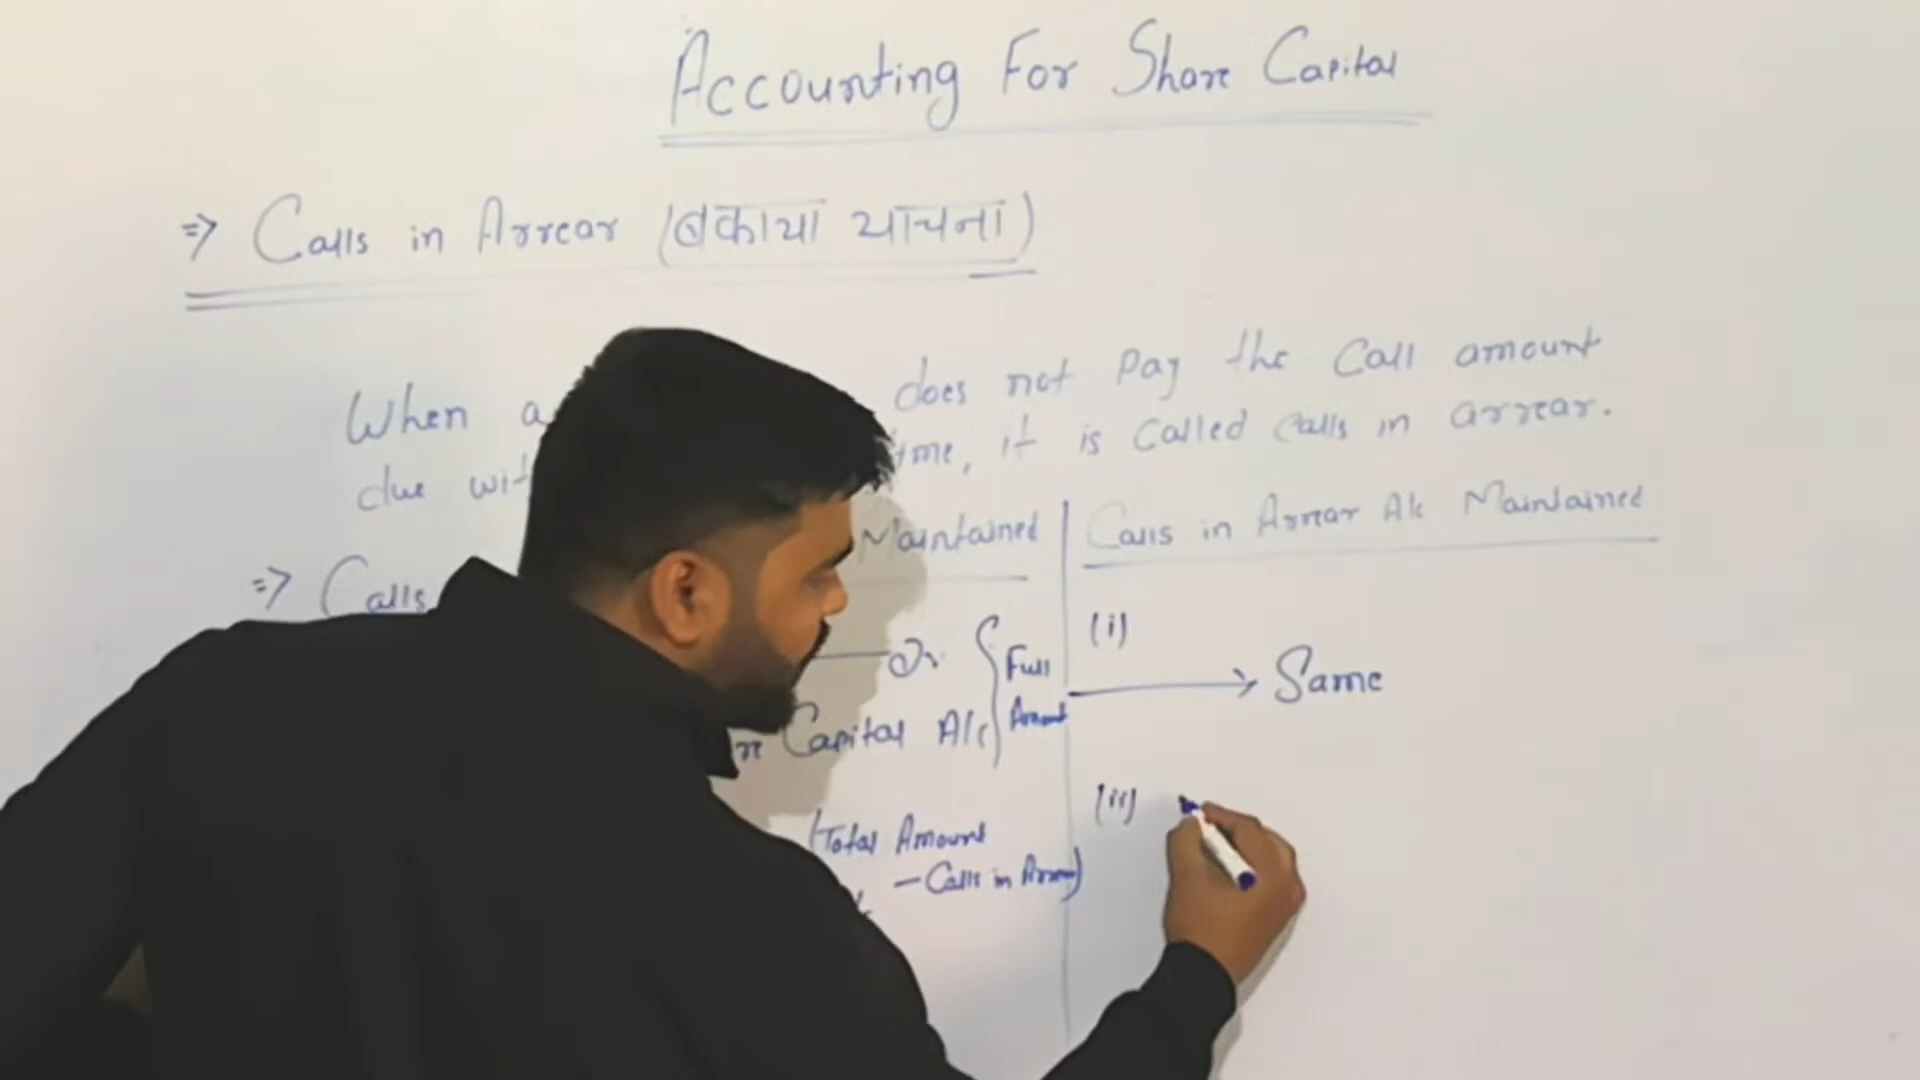 Accounting For Share Capital
=> Calls in Arrear (बकाया याचना)
When a does not Pay the Call amount
due wit time, it is Called Calls in arrear.
=> Calls Maintained
Calls in Arrear A/c Maintained
Or { Full
Capital A/c Amount
(Total Amount
— Calls in Arrear)
(i)
→ Same
(ii)